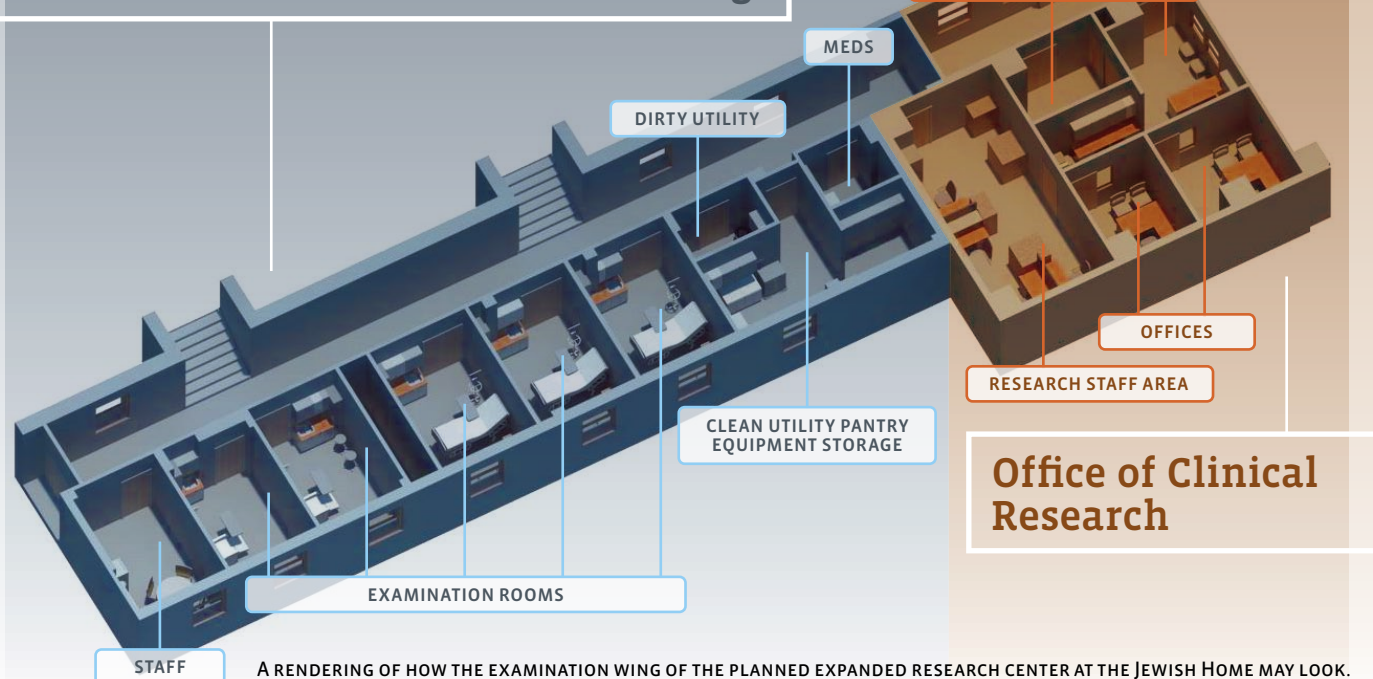 MEDS
DIRTY UTILITY
OFFICES
RESEARCH STAFF AREA
CLEAN UTILITY PANTRY
EQUIPMENT STORAGE
Office of Clinical
Research
EXAMINATION ROOMS
STAFF
A RENDERING OF HOW THE EXAMINATION WING OF THE PLANNED EXPANDED RESEARCH CENTER AT THE JEWISH HOME MAY LOOK.